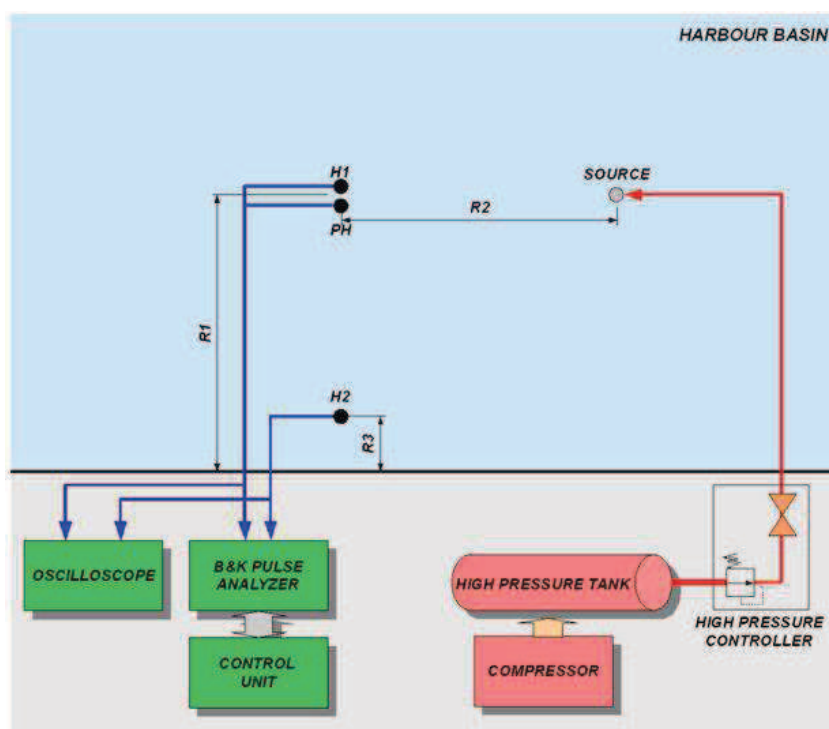 HARBOUR BASIN
H1
SOURCE
PH
R2
R1
H2
R3
OSCILLOSCOPE
B&K PULSE
ANALYZER
HIGH PRESSURE TANK
HIGH PRESSURE
CONTROLLER
CONTROL
UNIT
COMPRESSOR